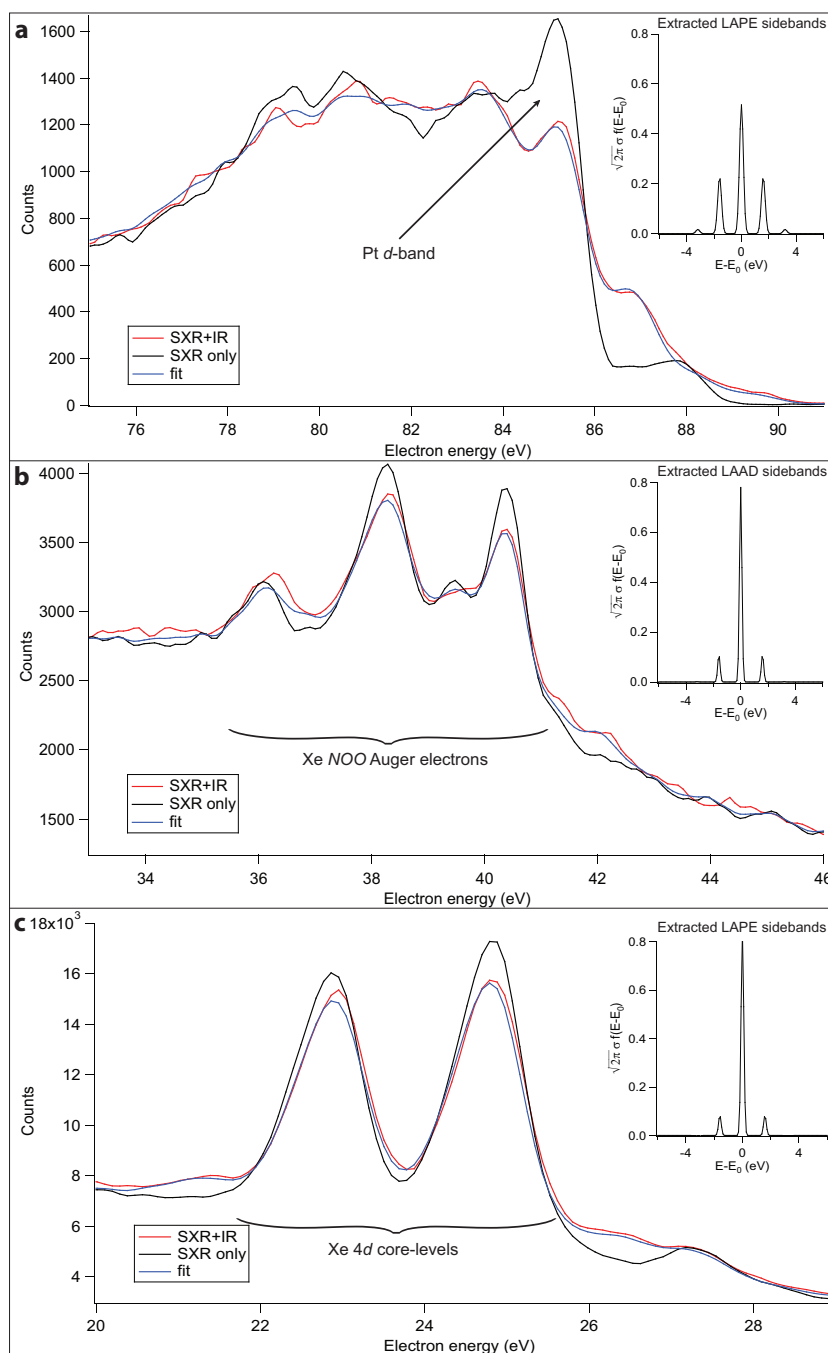 a
1600
1400
1200
1000
800
600
400
200
0
Counts
Pt d-band
SXR+IR
SXR only
fit
76 78 80 82 84 86 88 90
Electron energy (eV)
Extracted LAPE sidebands
0.8
0.6
0.4
0.2
0.0
√2π σ f(E-E₀)
-4 0 4
E-E₀ (eV)
b
4000
3500
3000
2500
2000
1500
Counts
Xe NOO Auger electrons
SXR+IR
SXR only
fit
34 36 38 40 42 44 46
Electron energy (eV)
Extracted LAAD sidebands
0.8
0.6
0.4
0.2
0.0
√2π σ f(E-E₀)
-4 0 4
E-E₀ (eV)
c
18x10³
16
14
12
10
8
6
4
Counts
Xe 4d core-levels
SXR+IR
SXR only
fit
20 22 24 26 28
Electron energy (eV)
Extracted LAPE sidebands
0.8
0.6
0.4
0.2
0.0
√2π σ f(E-E₀)
-4 0 4
E-E₀ (eV)